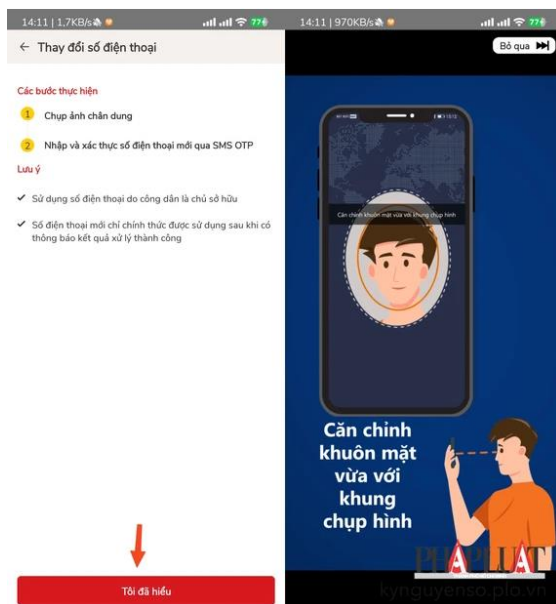 14:11 | 1,7KB/s
77
Thay đổi số điện thoại
Các bước thực hiện
1 Chụp ảnh chân dung
2 Nhập và xác thực số điện thoại mới qua SMS OTP
Lưu ý
Sử dụng số điện thoại do công dân là chủ sở hữu
Số điện thoại mới chỉ chính thức được sử dụng sau khi có
thông báo kết quả xử lý thành công
Tôi đã hiểu
14:11 | 970KB/s
77
Bỏ qua
Căn chỉnh khuôn mặt vừa với khung chụp hình
Căn chỉnh
khuôn mặt
vừa với
khung
chụp hình
PHÁPLUẬT
kynguyenso.plo.vn